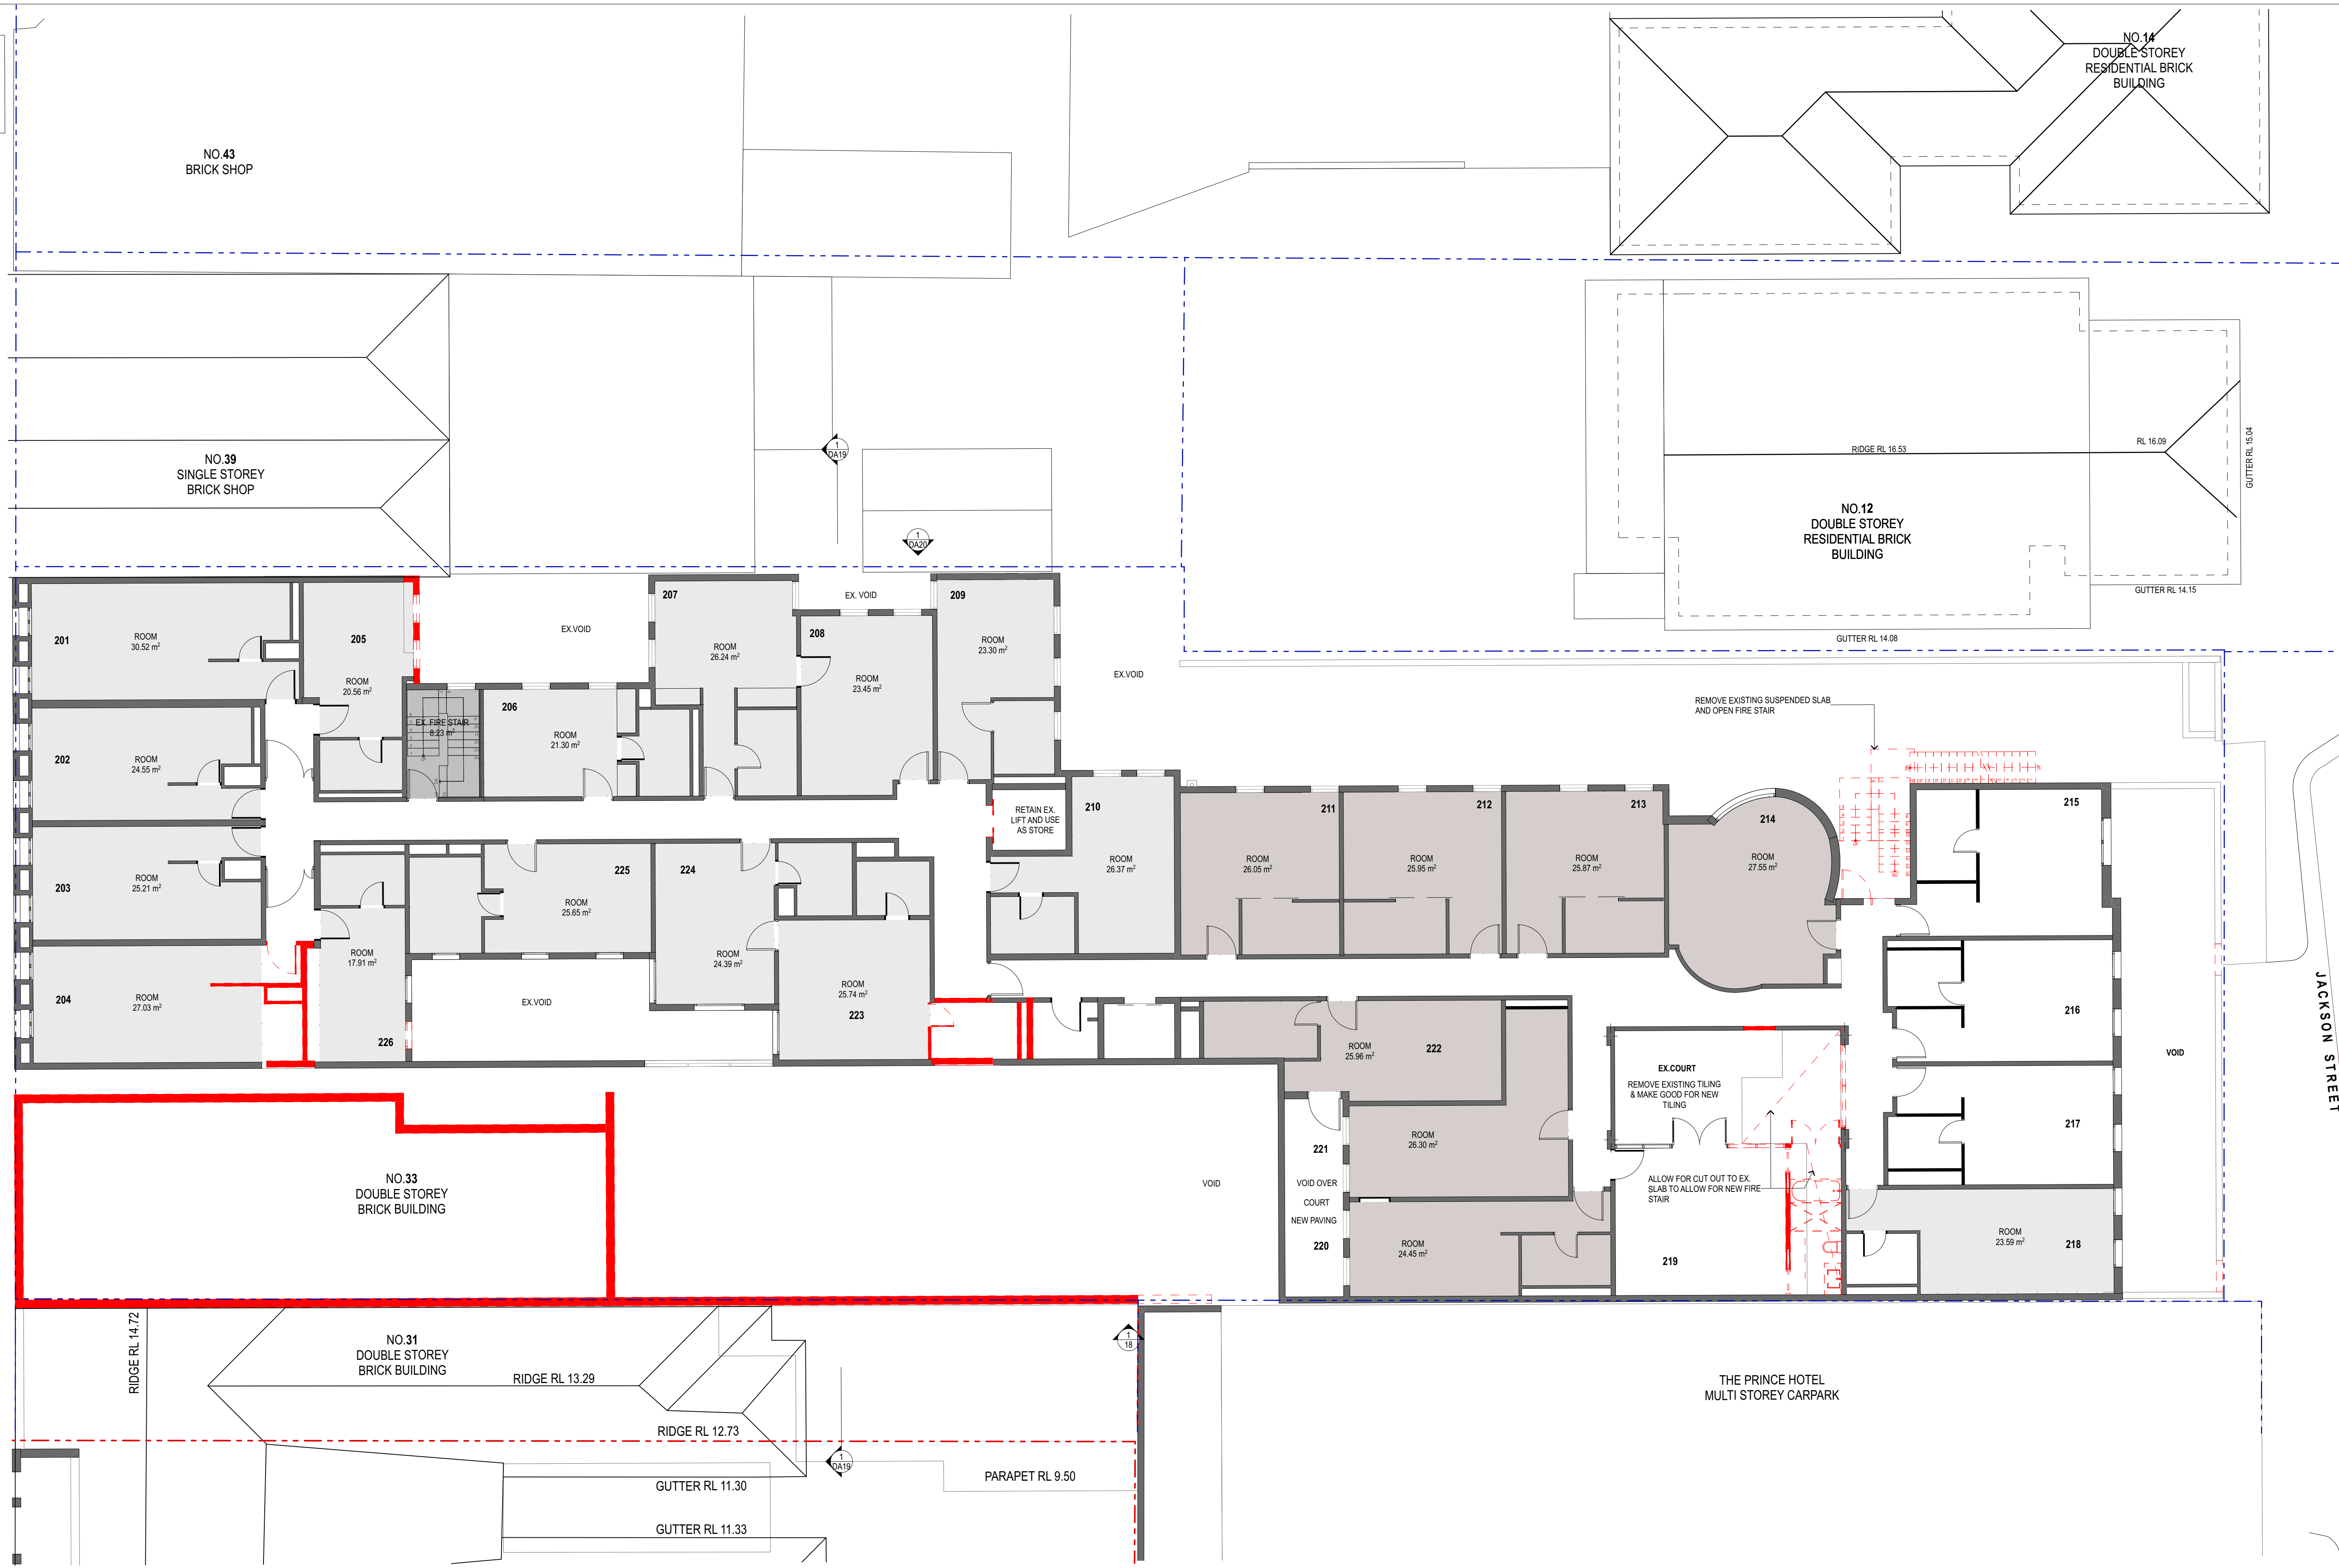 NO.14
DOUBLE STOREY
RESIDENTIAL BRICK
BUILDING
NO.43
BRICK SHOP
NO.39
SINGLE STOREY
BRICK SHOP
1
DA19
1
DA20
RIDGE RL 16.53
RL 16.09
GUTTER RL 15.04
NO.12
DOUBLE STOREY
RESIDENTIAL BRICK
BUILDING
GUTTER RL 14.15
GUTTER RL 14.08
201
ROOM
30.52 m²
205
ROOM
20.56 m²
EX.VOID
207
ROOM
26.24 m²
EX. VOID
208
ROOM
23.45 m²
209
ROOM
23.30 m²
EX.VOID
202
ROOM
24.55 m²
EX. FIRE STAIR
8.23 m²
206
ROOM
21.30 m²
REMOVE EXISTING SUSPENDED SLAB
AND OPEN FIRE STAIR
RETAIN EX.
LIFT AND USE
AS STORE
210
ROOM
26.37 m²
211
ROOM
26.05 m²
212
ROOM
25.95 m²
213
ROOM
25.87 m²
214
ROOM
27.55 m²
215
203
ROOM
25.21 m²
225
ROOM
25.65 m²
224
ROOM
24.39 m²
204
ROOM
27.03 m²
ROOM
17.91 m²
226
EX.VOID
ROOM
25.74 m²
223
ROOM
25.96 m²
222
216
VOID
JACKSON STREET
EX.COURT
REMOVE EXISTING TILING
& MAKE GOOD FOR NEW
TILING
217
ROOM
26.30 m²
221
VOID OVER
COURT
NEW PAVING
220
VOID
ALLOW FOR CUT OUT TO EX.
SLAB TO ALLOW FOR NEW FIRE
STAIR
219
ROOM
24.45 m²
ROOM
23.59 m²
218
NO.33
DOUBLE STOREY
BRICK BUILDING
RIDGE RL 14.72
NO.31
DOUBLE STOREY
BRICK BUILDING
RIDGE RL 13.29
1
18
THE PRINCE HOTEL
MULTI STOREY CARPARK
RIDGE RL 12.73
1
DA19
PARAPET RL 9.50
GUTTER RL 11.30
GUTTER RL 11.33